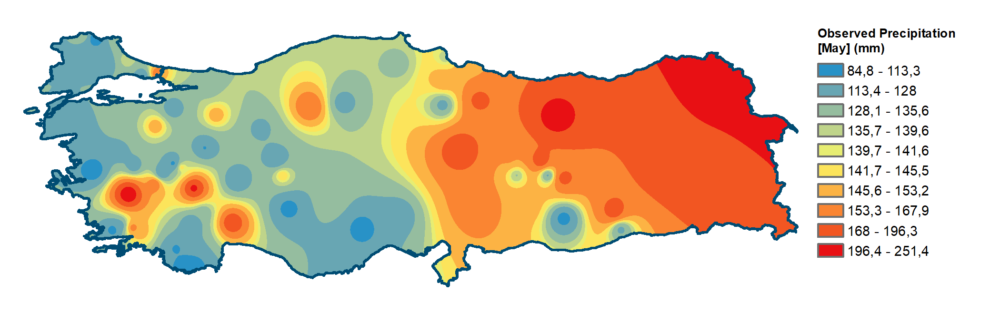 Observed Precipitation
[May] (mm)
84,8 - 113,3
113,4 - 128
128,1 - 135,6
135,7 - 139,6
139,7 - 141,6
141,7 - 145,5
145,6 - 153,2
153,3 - 167,9
168 - 196,3
196,4 - 251,4